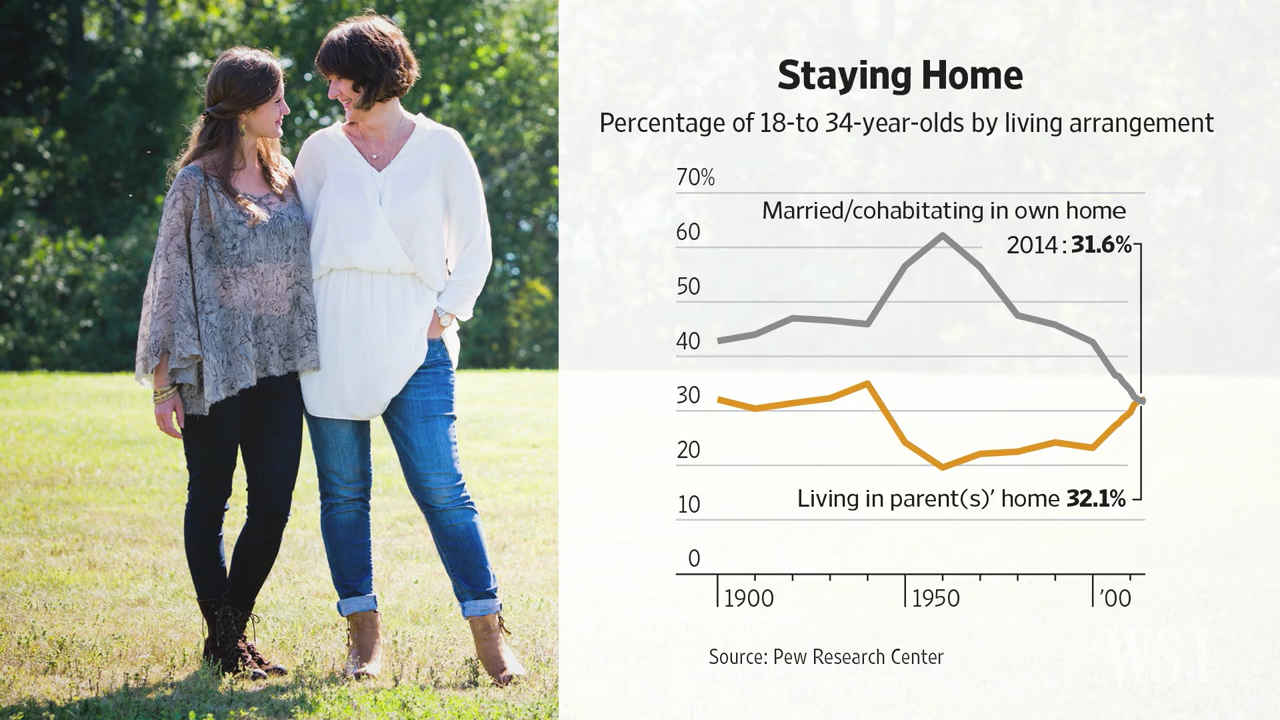 Staying Home
Percentage of 18-to 34-year-olds by living arrangement
70%
Married/cohabitating in own home
60
2014: 31.6%
50
40
30
20
Living in parent(s)’ home 32.1%
10
0
1900
1950
’00
Source: Pew Research Center
WSJ